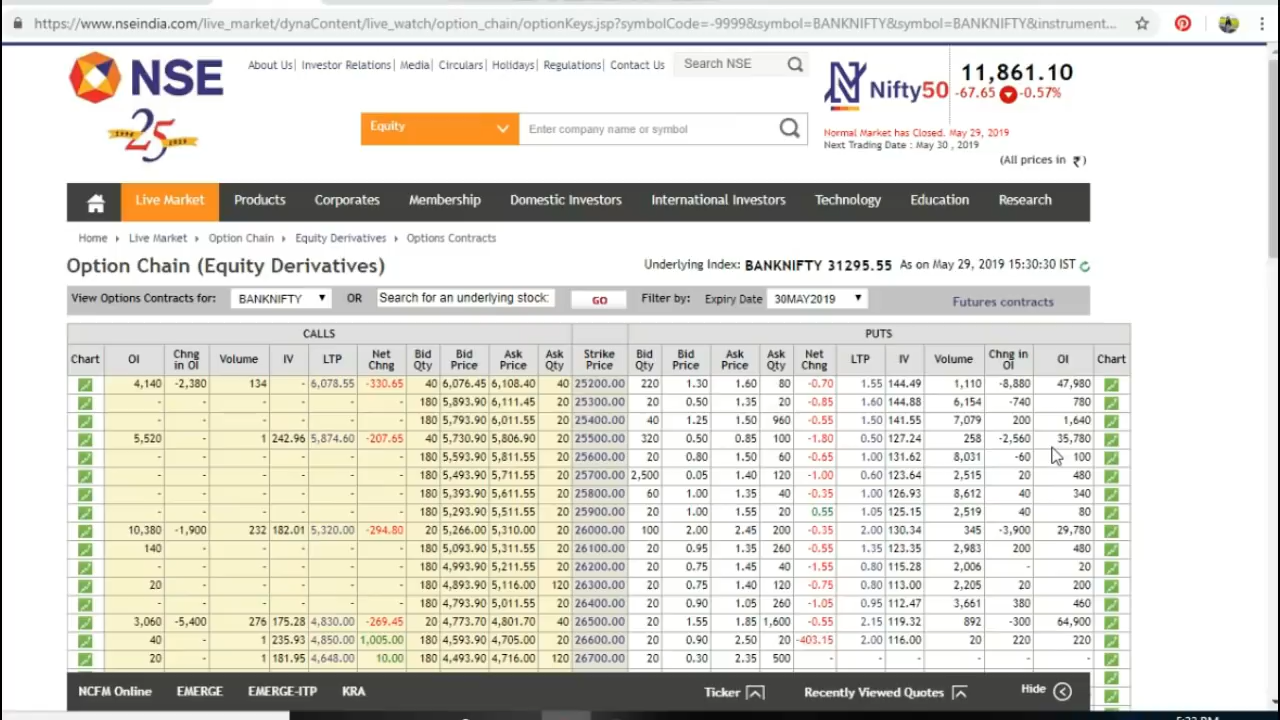 https://www.nseindia.com/live_market/dynaContent/live_watch/option_chain/optionKeys.jsp?symbolCode=-9999&symbol=BANKNIFTY&symbol=BANKNIFTY&instrument...
NSE
About Us| Investor Relations| Media| Circulars| Holidays| Regulations| Contact Us
Search NSE
Nifty50
11,861.10
-67.65 -0.57%
25
Equity
Enter company name or symbol
Normal Market has Closed. May 29, 2019
Next Trading Date : May 30 , 2019
(All prices in ₹)
Live Market Products Corporates Membership Domestic Investors International Investors Technology Education Research
Home Live Market Option Chain Equity Derivatives Options Contracts
Option Chain (Equity Derivatives)
Underlying Index: BANKNIFTY 31295.55 As on May 29, 2019 15:30:30 IST
View Options Contracts for: BANKNIFTY OR Search for an underlying stock: GO Filter by: Expiry Date 30MAY2019 Futures contracts
CALLS PUTS
Chart OI Chng in OI Volume IV LTP Net Chng Bid Qty Bid Price Ask Price Ask Qty Strike Price Bid Qty Bid Price Ask Price Ask Qty Net Chng LTP IV Volume Chng in OI OI Chart
4,140 -2,380 134 - 6,078.55 -330.65 40 6,076.45 6,108.40 40 25200.00 220 1.30 1.60 80 -0.70 1.55 144.49 1,110 -8,880 47,980
- - - - - - 180 5,893.90 6,111.45 20 25300.00 20 0.50 1.35 20 -0.85 1.60 144.88 6,154 -740 780
- - - - - - 180 5,793.90 6,011.55 20 25400.00 40 1.25 1.50 960 -0.55 1.50 141.55 7,079 200 1,640
5,520 - 1 242.96 5,874.60 -207.65 40 5,730.90 5,806.90 20 25500.00 320 0.50 0.85 100 -1.80 0.50 127.24 258 -2,560 35,780
- - - - - - 180 5,593.90 5,811.55 20 25600.00 20 0.80 1.50 60 -0.65 1.00 131.62 8,031 -60 100
- - - - - - 180 5,493.90 5,711.55 20 25700.00 2,500 0.05 1.40 120 -1.00 0.60 123.64 2,515 20 480
- - - - - - 180 5,393.90 5,611.55 20 25800.00 60 1.00 1.35 40 -0.35 1.00 126.93 8,612 40 340
- - - - - - 180 5,293.90 5,511.55 20 25900.00 20 1.00 1.55 20 0.55 1.05 125.15 2,519 40 80
10,380 -1,900 232 182.01 5,320.00 -294.80 20 5,266.00 5,310.00 20 26000.00 100 2.00 2.45 200 -0.35 2.00 130.34 345 -3,900 29,780
140 - - - - - 180 5,093.90 5,311.55 20 26100.00 20 0.95 1.35 260 -0.55 1.35 123.35 2,983 200 480
- - - - - - 180 4,993.90 5,211.55 20 26200.00 20 0.75 1.45 40 -1.55 0.80 115.28 2,006 - 20
20 - - - - - 180 4,893.90 5,116.00 120 26300.00 20 0.75 1.40 120 -0.75 0.80 113.00 2,205 20 200
- - - - - - 180 4,793.90 5,011.55 20 26400.00 20 0.90 1.05 260 -1.05 0.95 112.47 3,661 380 460
3,060 -5,400 276 175.28 4,830.00 -269.45 20 4,773.70 4,801.70 40 26500.00 20 1.55 1.85 1,600 -0.55 2.15 119.32 892 -300 64,900
40 - 1 235.93 4,850.00 1,005.00 180 4,593.90 4,705.00 20 26600.00 20 0.90 2.50 20 -403.15 2.00 116.00 20 220 220
20 - 1 181.95 4,648.00 10.00 180 4,493.90 4,716.00 120 26700.00 20 0.30 2.35 500 - - - - - -
NCFM Online EMERGE EMERGE-ITP KRA Ticker Recently Viewed Quotes Hide